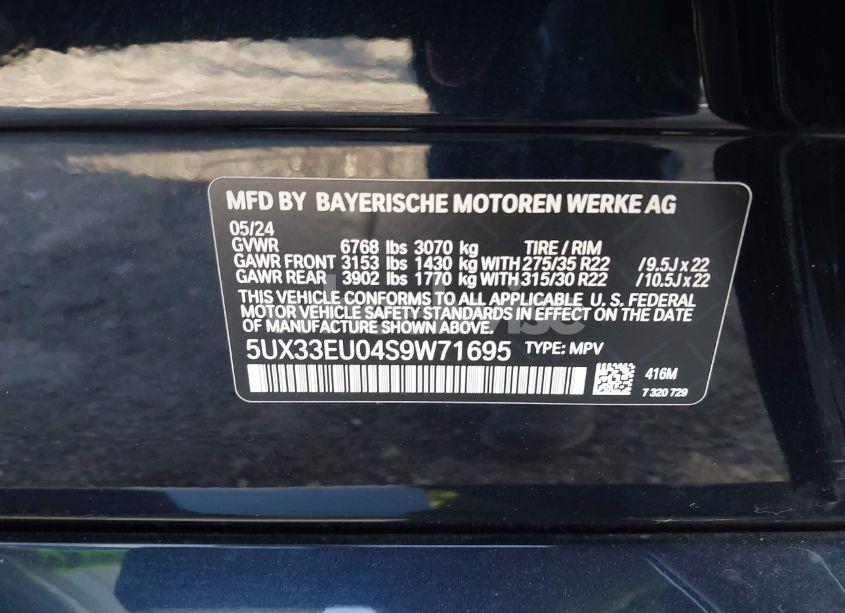 MFD BY BAYERISCHE MOTOREN WERKE AG
05/24
GVWR 6768 lbs 3070 kg TIRE / RIM
GAWR FRONT 3153 lbs 1430 kg WITH 275/35 R22 / 9.5J x 22
GAWR REAR 3902 lbs 1770 kg WITH 315/30 R22 / 10.5J x 22
THIS VEHICLE CONFORMS TO ALL APPLICABLE U. S. FEDERAL
MOTOR VEHICLE SAFETY STANDARDS IN EFFECT ON THE DATE
OF MANUFACTURE SHOWN ABOVE.
5UX33EU04S9W71695 TYPE: MPV
416M
7 320 729